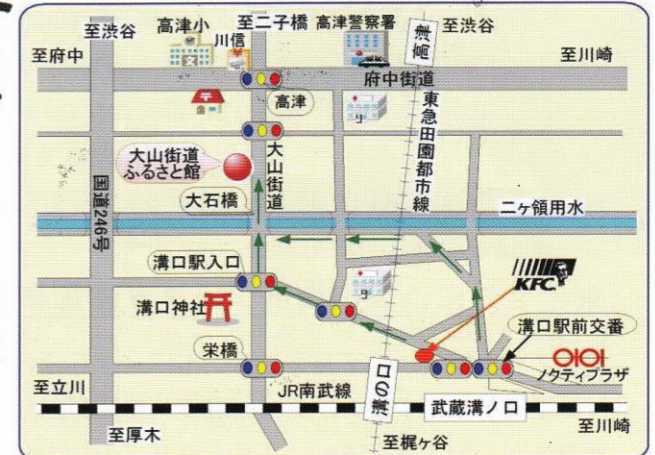 至渋谷
高津小
川信
至二子橋
高津警察署
高津
至渋谷
至府中
府中街道
至川崎
文
〒
高津
東急田園都市線
大山街道
ふるさと館
大山街道
国道246号
大石橋
二ヶ領用水
溝口駅入口
KFC
溝口神社
溝口駅前交番
栄橋
OIOI
ノクティプラザ
至立川
JR南武線
溝の口
武蔵溝ノ口
至厚木
至梶ヶ谷
至川崎